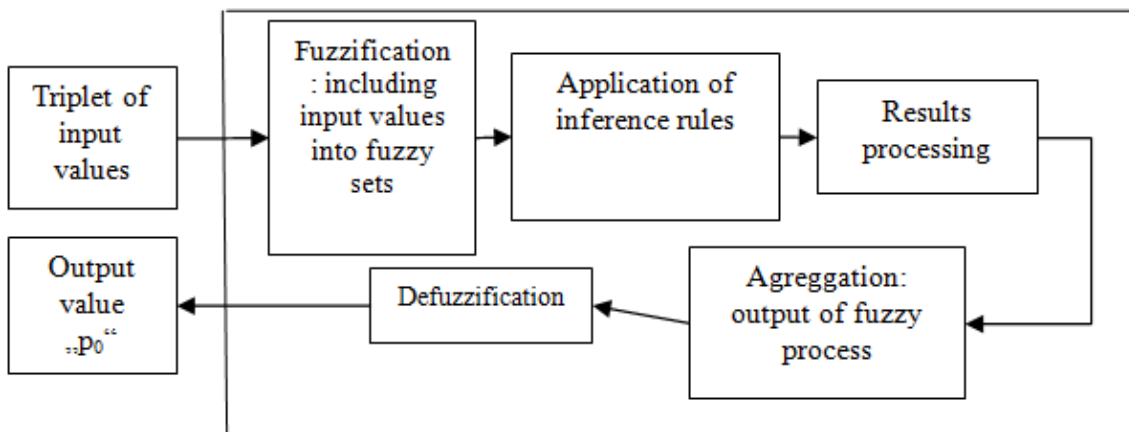 Triplet of
input
values
Fuzzification
: including
input values
into fuzzy
sets
Application of
inference rules
Results
processing
Agreggation:
output of fuzzy
process
Defuzzification
Output
value
„p₀“